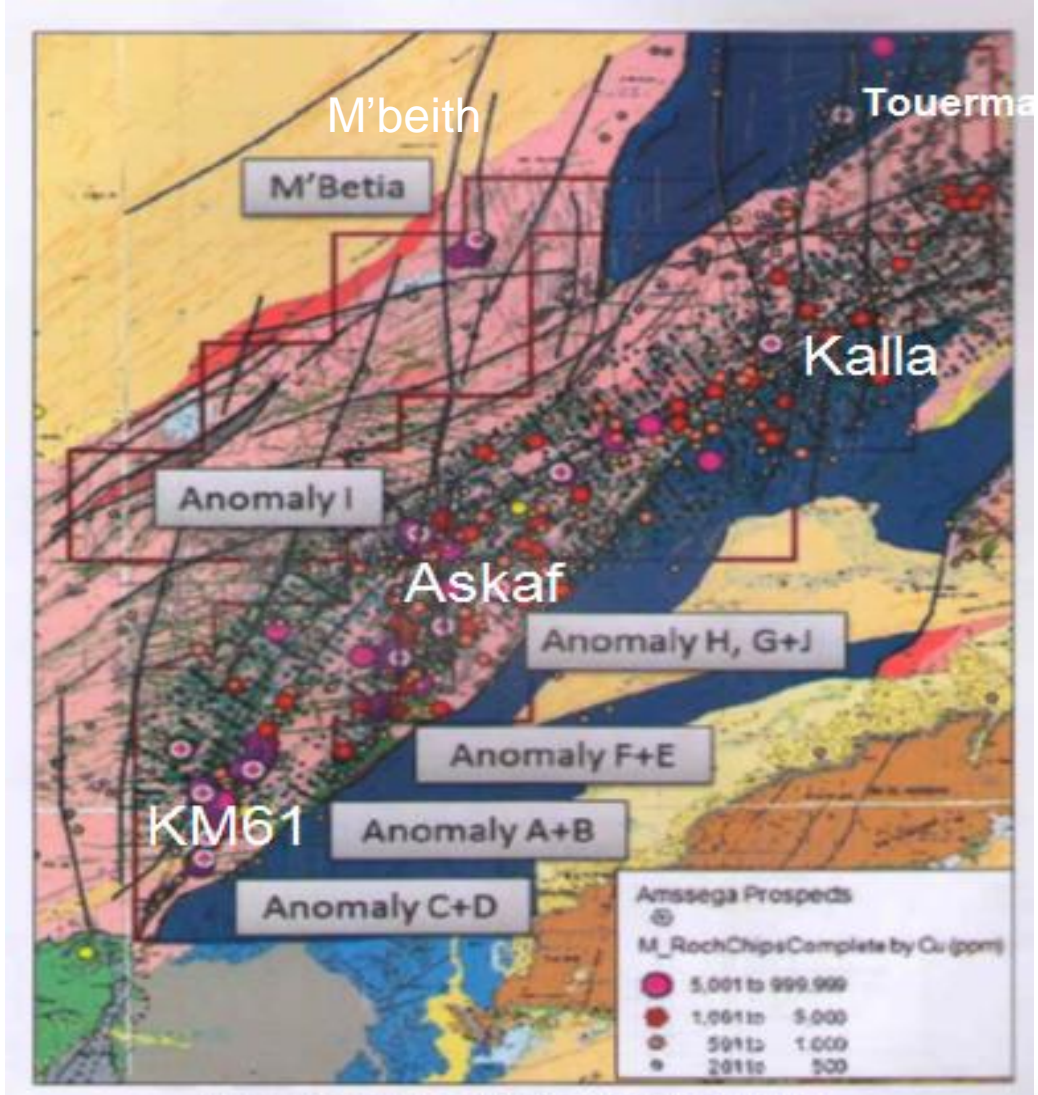 M'beith
Touerma
M'Betia
Kalla
Anomaly I
Askaf
Anomaly H, G+J
Anomaly F+E
KM61
Anomaly A+B
Anomaly C+D
Amssega Prospects
M_RochChipsComplete by Cu (ppm)
5,001 to 999,999
1,001 to 5,000
501 to 1,000
201 to 500